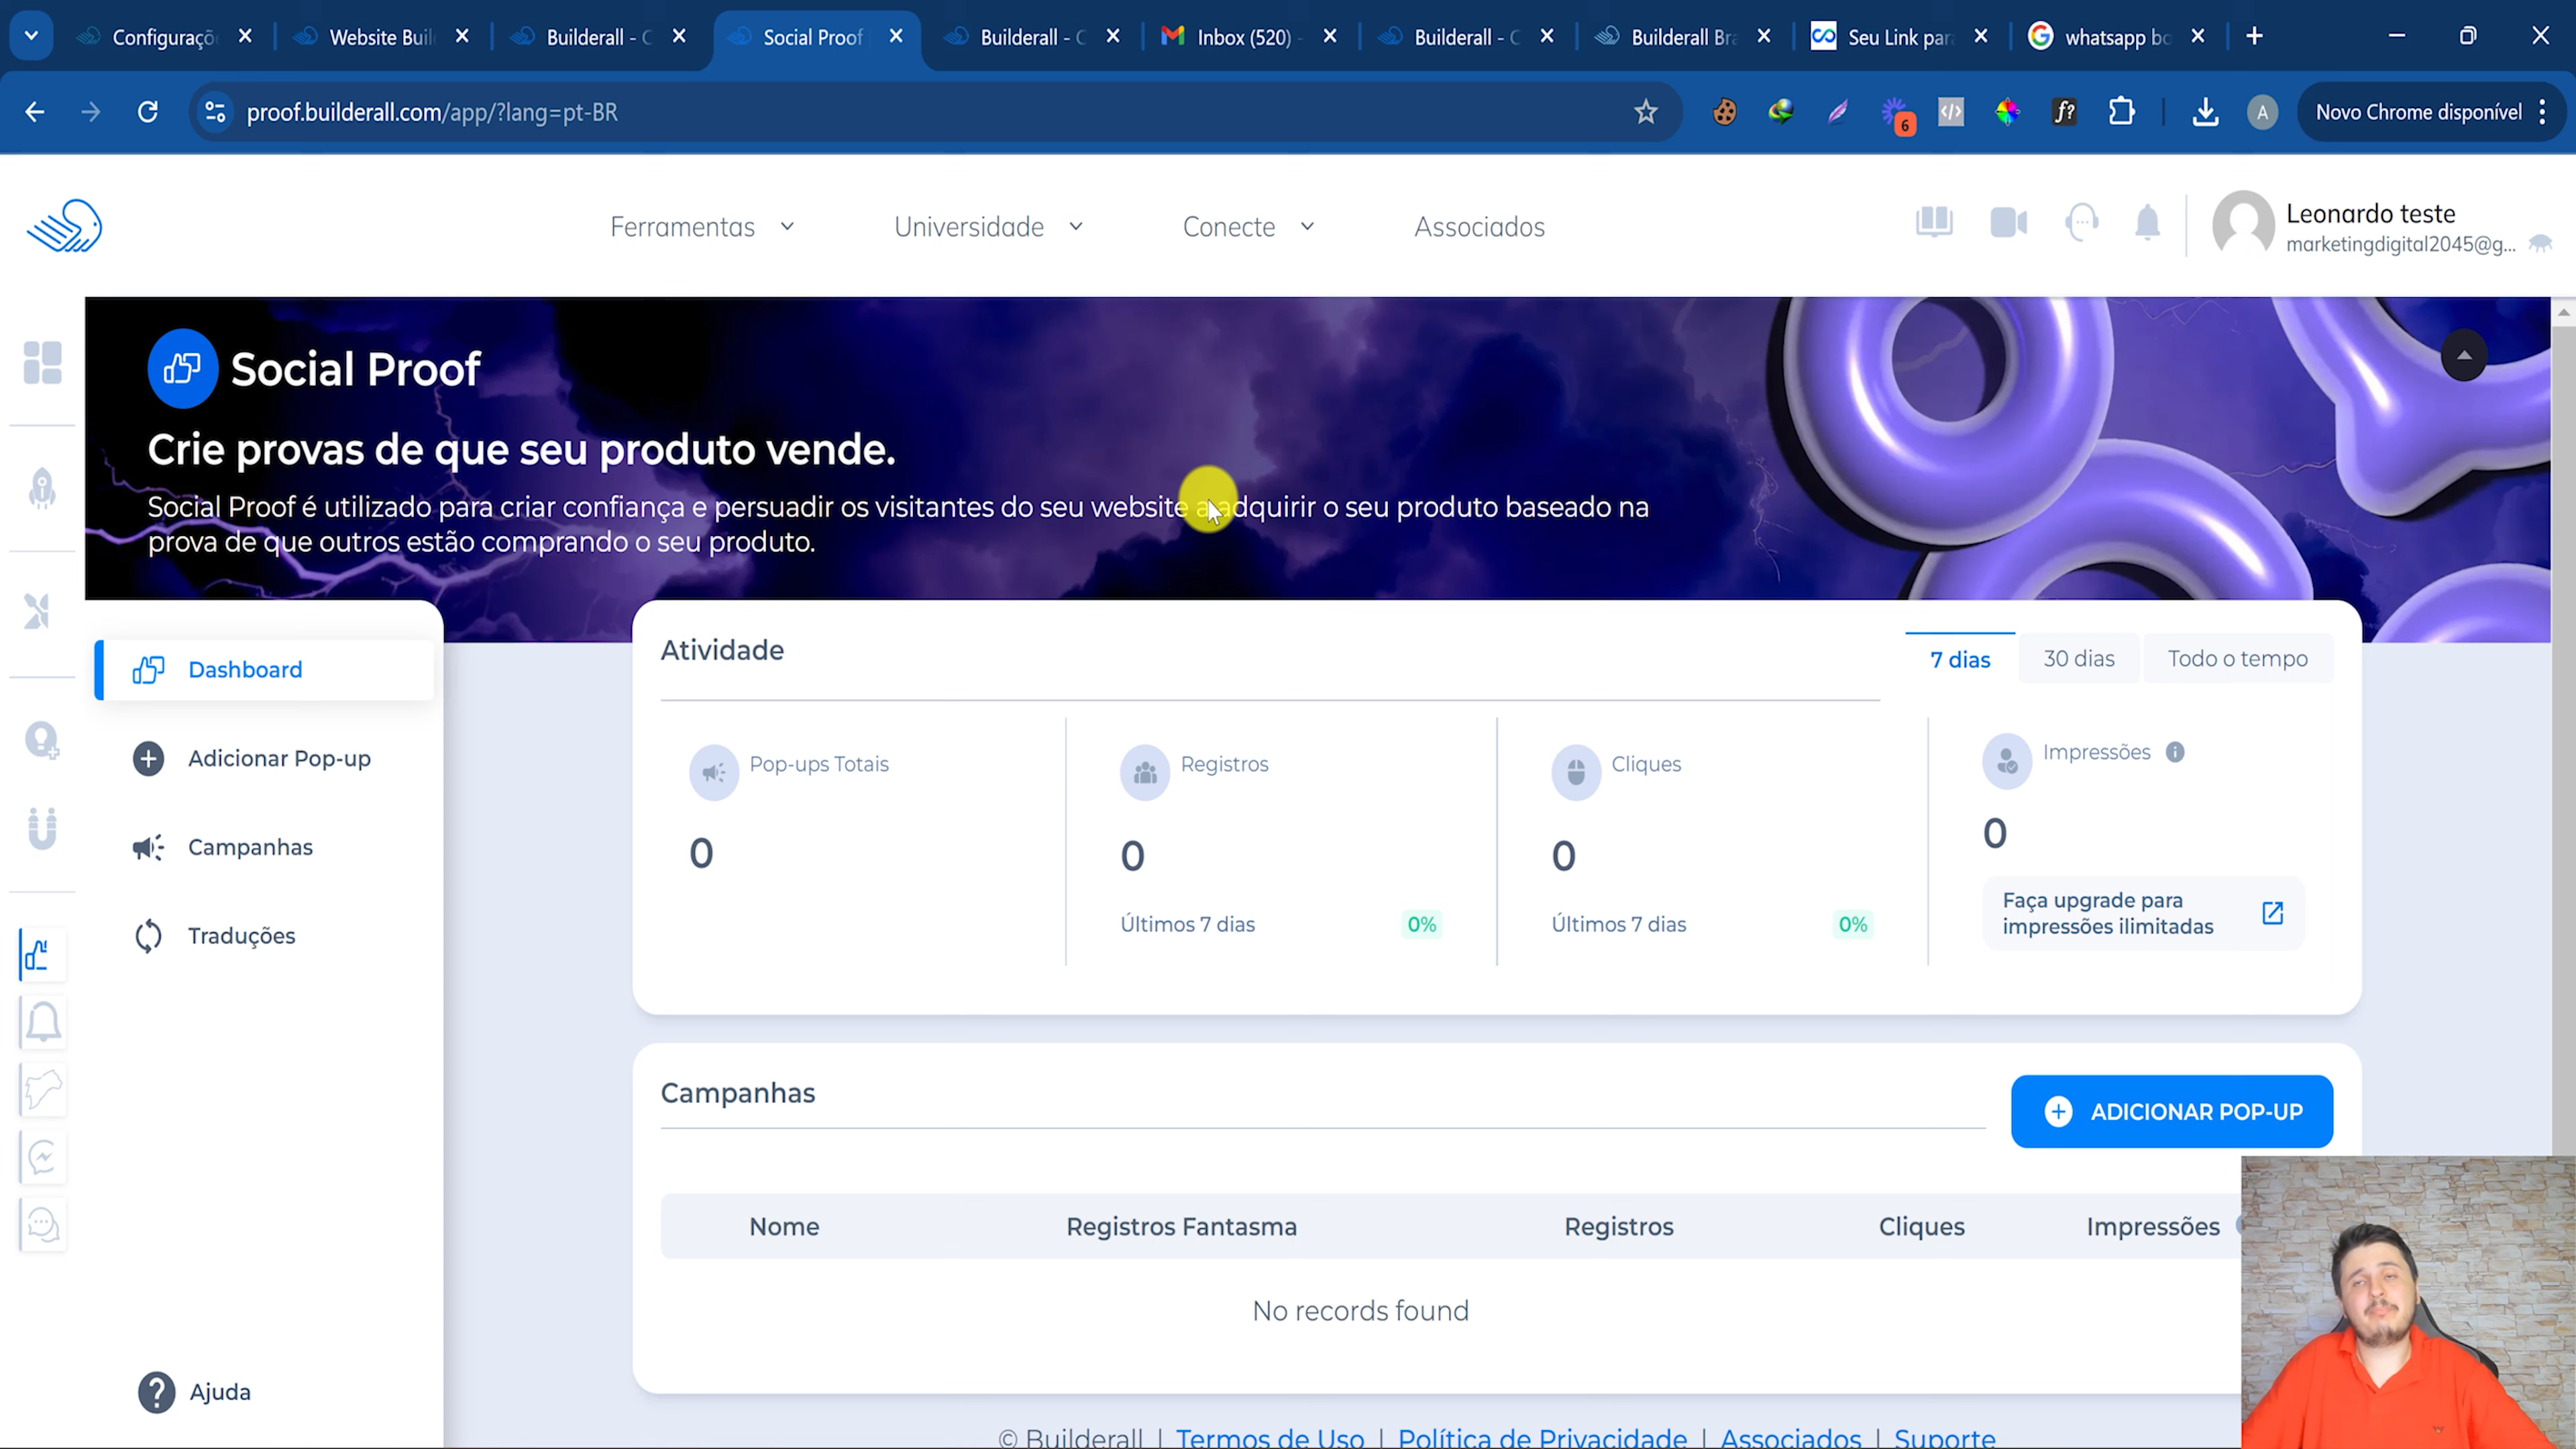 Configuraçõ
Website Buil
Builderall - C
Social Proof
Builderall - C
Inbox (520) -
Builderall - C
Builderall Bra
Seu Link par
whatsapp bo
proof.builderall.com/app/?lang=pt-BR
6
f?
A
Novo Chrome disponível
Ferramentas
Universidade
Conecte
Associados
Leonardo teste
marketingdigital2045@g...
Social Proof
Crie provas de que seu produto vende.
Social Proof é utilizado para criar confiança e persuadir os visitantes do seu website a adquirir o seu produto baseado na
prova de que outros estão comprando o seu produto.
Dashboard
Adicionar Pop-up
Campanhas
Traduções
Ajuda
Atividade
7 dias
30 dias
Todo o tempo
Pop-ups Totais
0
Registros
0
Últimos 7 dias
0%
Cliques
0
Últimos 7 dias
0%
Impressões
0
Faça upgrade para
impressões ilimitadas
Campanhas
ADICIONAR POP-UP
Nome
Registros Fantasma
Registros
Cliques
Impressões
No records found
© Builderall | Termos de Uso | Política de Privacidade | Associados | Suporte